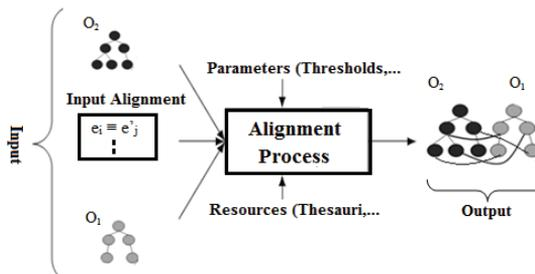 O2
Parameters (Thresholds,...
O2
O1
Input Alignment
ei ≡ e'j
Alignment
Process
Input
Resources (Thesauri,...
Output
O1